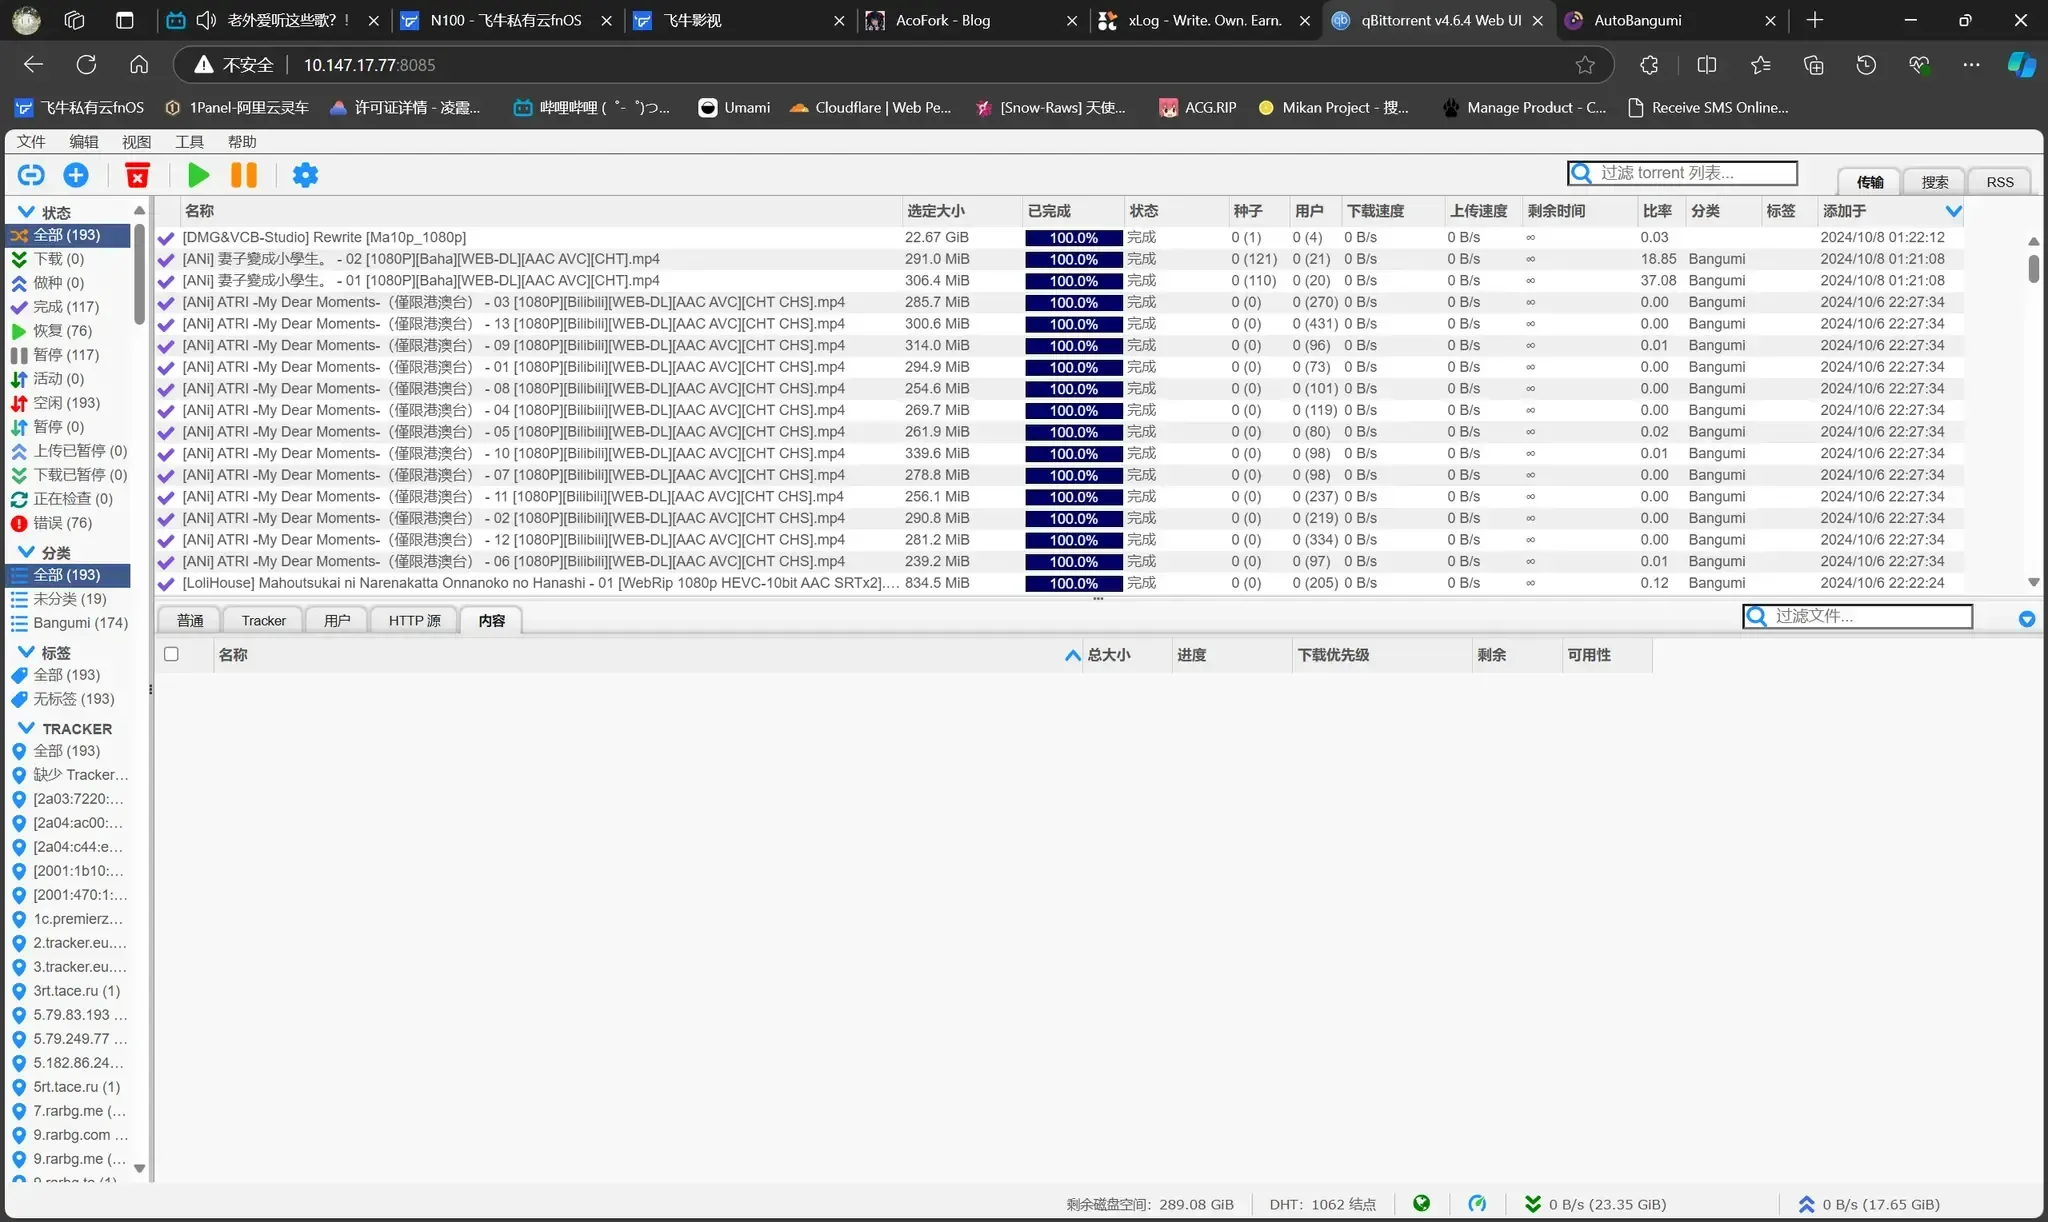 老外爱听这些歌？！ N100 - 飞牛私有云fnOS 飞牛影视 AcoFork - Blog xLog - Write. Own. Earn. qBittorrent v4.6.4 Web UI AutoBangumi
不安全 10.147.17.77:8085
飞牛私有云fnOS 1Panel-阿里云灵车 许可证详情 - 凌霞... 哔哩哔哩 (゜-゜)つ... Umami Cloudflare | Web Pe... [Snow-Raws] 天使... ACG.RIP Mikan Project - 搜... Manage Product - C... Receive SMS Online...
文件 编辑 视图 工具 帮助
过滤 torrent 列表... 传输 搜索 RSS
状态
全部 (193)
下载 (0)
做种 (0)
完成 (117)
恢复 (76)
暂停 (117)
活动 (0)
空闲 (193)
暂停 (0)
上传已暂停 (0)
下载已暂停 (0)
正在检查 (0)
错误 (76)
分类
全部 (193)
未分类 (19)
Bangumi (174)
标签
全部 (193)
无标签 (193)
TRACKER
全部 (193)
缺少 Tracker...
[2a03:7220:...
[2a04:ac00:...
[2a04:c44:e...
[2001:1b10:...
[2001:470:1:...
1c.premierz...
2.tracker.eu....
3.tracker.eu....
3rt.tace.ru (1)
5.79.83.193 ...
5.79.249.77 ...
5.182.86.24...
5rt.tace.ru (1)
7.rarbg.me (...
9.rarbg.com ...
9.rarbg.me (...
9.rarbg.to (1)
名称 选定大小 已完成 状态 种子 用户 下载速度 上传速度 剩余时间 比率 分类 标签 添加于
[DMG&VCB-Studio] Rewrite [Ma10p_1080p] 22.67 GiB 100.0% 完成 0 (1) 0 (4) 0 B/s 0 B/s ∞ 0.03 2024/10/8 01:22:12
[ANi] 妻子變成小學生。 - 02 [1080P][Baha][WEB-DL][AAC AVC][CHT].mp4 291.0 MiB 100.0% 完成 0 (121) 0 (21) 0 B/s 0 B/s ∞ 18.85 Bangumi 2024/10/8 01:21:08
[ANi] 妻子變成小學生。 - 01 [1080P][Baha][WEB-DL][AAC AVC][CHT].mp4 306.4 MiB 100.0% 完成 0 (110) 0 (20) 0 B/s 0 B/s ∞ 37.08 Bangumi 2024/10/8 01:21:08
[ANi] ATRI -My Dear Moments-（僅限港澳台） - 03 [1080P][Bilibili][WEB-DL][AAC AVC][CHT CHS].mp4 285.7 MiB 100.0% 完成 0 (0) 0 (270) 0 B/s 0 B/s ∞ 0.00 Bangumi 2024/10/6 22:27:34
[ANi] ATRI -My Dear Moments-（僅限港澳台） - 13 [1080P][Bilibili][WEB-DL][AAC AVC][CHT CHS].mp4 300.6 MiB 100.0% 完成 0 (0) 0 (431) 0 B/s 0 B/s ∞ 0.00 Bangumi 2024/10/6 22:27:34
[ANi] ATRI -My Dear Moments-（僅限港澳台） - 09 [1080P][Bilibili][WEB-DL][AAC AVC][CHT CHS].mp4 314.0 MiB 100.0% 完成 0 (0) 0 (96) 0 B/s 0 B/s ∞ 0.01 Bangumi 2024/10/6 22:27:34
[ANi] ATRI -My Dear Moments-（僅限港澳台） - 01 [1080P][Bilibili][WEB-DL][AAC AVC][CHT CHS].mp4 294.9 MiB 100.0% 完成 0 (0) 0 (73) 0 B/s 0 B/s ∞ 0.00 Bangumi 2024/10/6 22:27:34
[ANi] ATRI -My Dear Moments-（僅限港澳台） - 08 [1080P][Bilibili][WEB-DL][AAC AVC][CHT CHS].mp4 254.6 MiB 100.0% 完成 0 (0) 0 (101) 0 B/s 0 B/s ∞ 0.00 Bangumi 2024/10/6 22:27:34
[ANi] ATRI -My Dear Moments-（僅限港澳台） - 04 [1080P][Bilibili][WEB-DL][AAC AVC][CHT CHS].mp4 269.7 MiB 100.0% 完成 0 (0) 0 (119) 0 B/s 0 B/s ∞ 0.00 Bangumi 2024/10/6 22:27:34
[ANi] ATRI -My Dear Moments-（僅限港澳台） - 05 [1080P][Bilibili][WEB-DL][AAC AVC][CHT CHS].mp4 261.9 MiB 100.0% 完成 0 (0) 0 (80) 0 B/s 0 B/s ∞ 0.02 Bangumi 2024/10/6 22:27:34
[ANi] ATRI -My Dear Moments-（僅限港澳台） - 10 [1080P][Bilibili][WEB-DL][AAC AVC][CHT CHS].mp4 339.6 MiB 100.0% 完成 0 (0) 0 (98) 0 B/s 0 B/s ∞ 0.01 Bangumi 2024/10/6 22:27:34
[ANi] ATRI -My Dear Moments-（僅限港澳台） - 07 [1080P][Bilibili][WEB-DL][AAC AVC][CHT CHS].mp4 278.8 MiB 100.0% 完成 0 (0) 0 (98) 0 B/s 0 B/s ∞ 0.00 Bangumi 2024/10/6 22:27:34
[ANi] ATRI -My Dear Moments-（僅限港澳台） - 11 [1080P][Bilibili][WEB-DL][AAC AVC][CHT CHS].mp4 256.1 MiB 100.0% 完成 0 (0) 0 (237) 0 B/s 0 B/s ∞ 0.00 Bangumi 2024/10/6 22:27:34
[ANi] ATRI -My Dear Moments-（僅限港澳台） - 02 [1080P][Bilibili][WEB-DL][AAC AVC][CHT CHS].mp4 290.8 MiB 100.0% 完成 0 (0) 0 (219) 0 B/s 0 B/s ∞ 0.00 Bangumi 2024/10/6 22:27:34
[ANi] ATRI -My Dear Moments-（僅限港澳台） - 12 [1080P][Bilibili][WEB-DL][AAC AVC][CHT CHS].mp4 281.2 MiB 100.0% 完成 0 (0) 0 (334) 0 B/s 0 B/s ∞ 0.00 Bangumi 2024/10/6 22:27:34
[ANi] ATRI -My Dear Moments-（僅限港澳台） - 06 [1080P][Bilibili][WEB-DL][AAC AVC][CHT CHS].mp4 239.2 MiB 100.0% 完成 0 (0) 0 (97) 0 B/s 0 B/s ∞ 0.01 Bangumi 2024/10/6 22:27:34
[LoliHouse] Mahoutsukai ni Narenakatta Onnanoko no Hanashi - 01 [WebRip 1080p HEVC-10bit AAC SRTx2].... 834.5 MiB 100.0% 完成 0 (0) 0 (205) 0 B/s 0 B/s ∞ 0.12 Bangumi 2024/10/6 22:22:24
普通 Tracker 用户 HTTP 源 内容 过滤文件...
名称 总大小 进度 下载优先级 剩余 可用性
剩余磁盘空间：289.08 GiB DHT：1062 结点 0 B/s (23.35 GiB) 0 B/s (17.65 GiB)